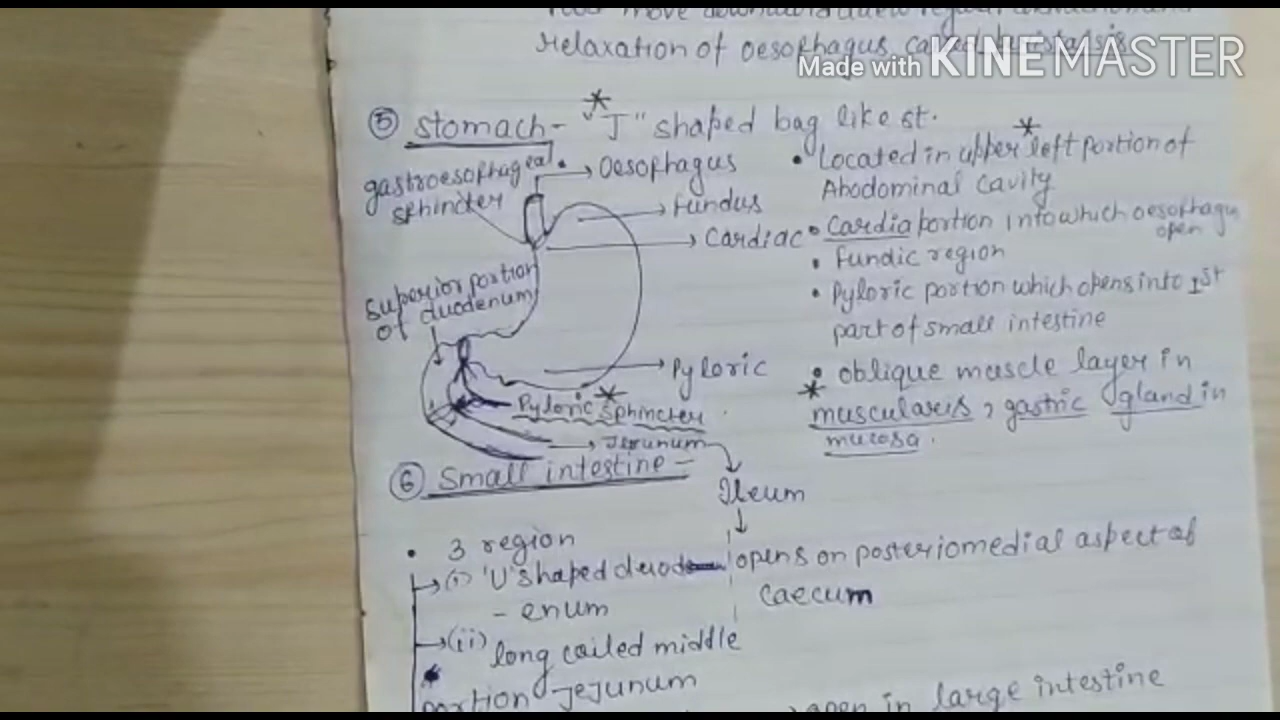 relaxation of oesophagus called peristalsis
Made with KINEMASTER
⑤ stomach - "J" shaped bag like st.
gastroesophageal
sphincter
Oesophagus
fundus
Cardiac
superior portion
of duodenum
Pyloric
Pyloric sphincter
Jejunum
Ileum
• Located in upper left portion of
Abdominal Cavity
• Cardia portion into which oesophagus
open
• fundic region
• Pyloric portion which opens into 1st
part of small intestine
• oblique muscle layer in
muscularis, gastric gland in
mucosa.
⑥ Small intestine -
• 3 region
→(i) 'U' shaped duod
- enum
opens on posteriomedial aspect of
caecum
→(ii) long coiled middle
portion Jejunum
open in large intestine